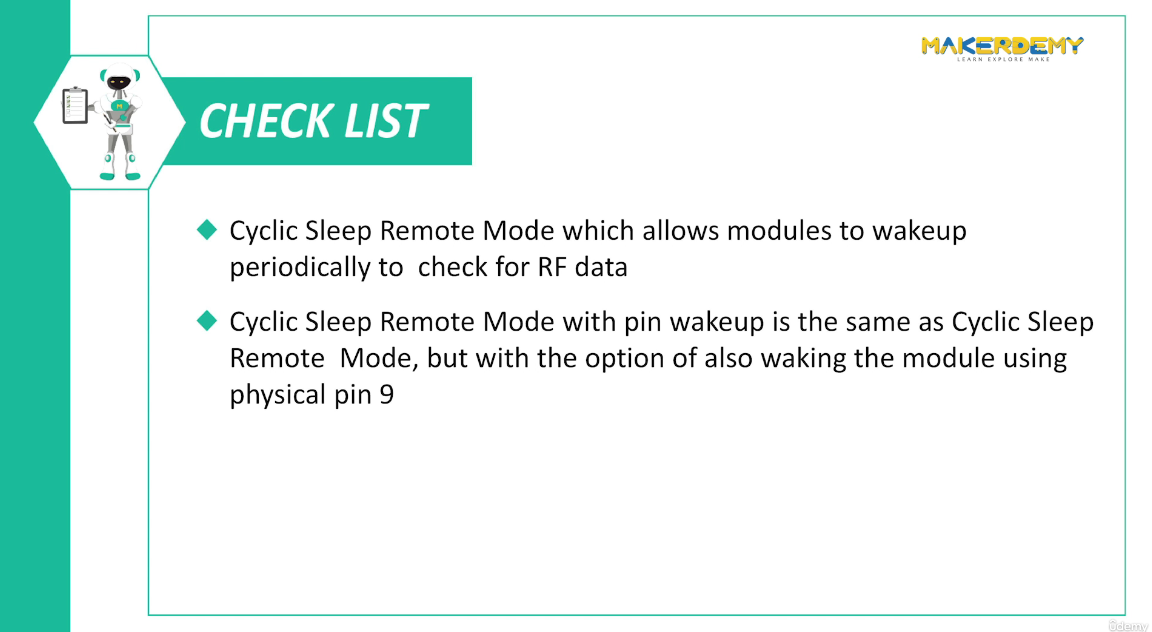 MAKERDEMY
LEARN EXPLORE MAKE
CHECK LIST
Cyclic Sleep Remote Mode which allows modules to wakeup
periodically to check for RF data
Cyclic Sleep Remote Mode with pin wakeup is the same as Cyclic Sleep
Remote Mode, but with the option of also waking the module using
physical pin 9
Udemy